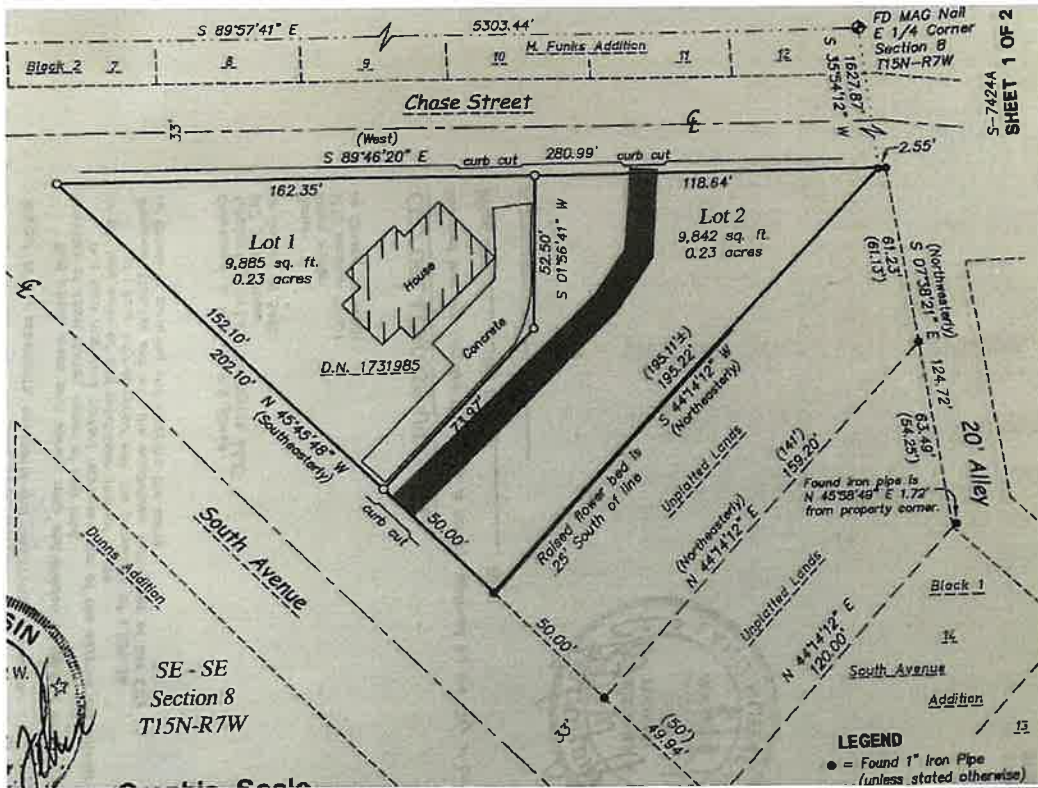 S 89°57'41" E
5303.44'
FD MAG Nail
E 1/4 Corner
Section 8
T15N-R7W
S-7424A
SHEET 1 OF 2
M. Funks Addition
Block 2
7
8
9
10
11
12
S 35°54'12" W
1627.87'
Chase Street
33'
(West)
S 89°46'20" E
curb cut
280.99'
curb cut
2.55'
162.35'
118.64'
Lot 1
9,885 sq. ft.
0.23 acres
House
52.50'
S 01°56'41" W
Lot 2
9,842 sq. ft.
0.23 acres
61.23'
(61.13')
(Northwesterly)
S 07°38'21" E
124.72'
20' Alley
152.10'
202.10'
N 45°45'48" W
(Southeasterly)
D.N. 1731985
Concrete
73.97'
(195.11'±)
195.22'
S 44°14'12" W
(Northeasterly)
63.49'
(54.25')
Found iron pipe is
N 45°58'49" E 1.72'
from property corner.
curb cut
50.00'
Raised flower bed is
.25' South of line
Unplatted Lands
(141')
159.20'
(Northeasterly)
N 44°14'12" E
South Avenue
Dunns Addition
50.00'
Unplatted Lands
N 44°14'12" E
120.00'
Block 1
14
South Avenue
Addition
13
SIN
W.
SE - SE
Section 8
T15N-R7W
33'
(50')
49.94'
LEGEND
● = Found 1" Iron Pipe
(unless stated otherwise)
Graphic Scale